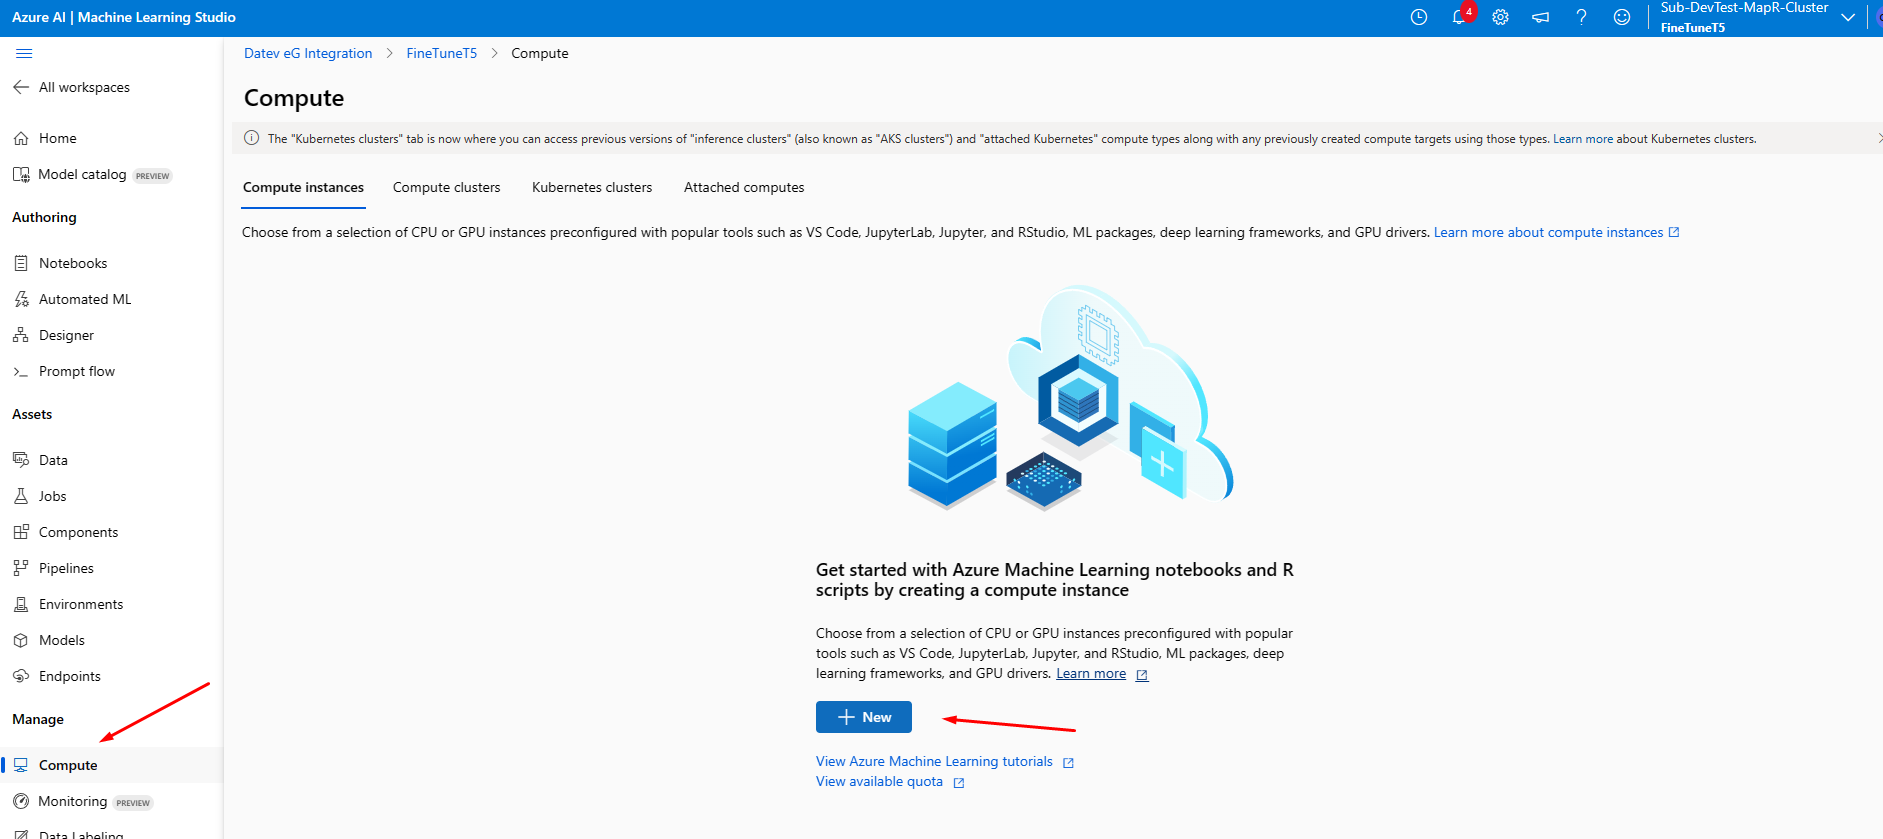 Azure AI | Machine Learning Studio
4
Sub-DevTest-MapR-Cluster
FineTuneT5
All workspaces
Home
Model catalog PREVIEW
Authoring
Notebooks
Automated ML
Designer
Prompt flow
Assets
Data
Jobs
Components
Pipelines
Environments
Models
Endpoints
Manage
Compute
Monitoring PREVIEW
Data Labeling
Datev eG Integration > FineTuneT5 > Compute
Compute
The "Kubernetes clusters" tab is now where you can access previous versions of "inference clusters" (also known as "AKS clusters") and "attached Kubernetes" compute types along with any previously created compute targets using those types. Learn more about Kubernetes clusters.
Compute instances Compute clusters Kubernetes clusters Attached computes
Choose from a selection of CPU or GPU instances preconfigured with popular tools such as VS Code, JupyterLab, Jupyter, and RStudio, ML packages, deep learning frameworks, and GPU drivers. Learn more about compute instances
Get started with Azure Machine Learning notebooks and R
scripts by creating a compute instance
Choose from a selection of CPU or GPU instances preconfigured with popular
tools such as VS Code, JupyterLab, Jupyter, and RStudio, ML packages, deep
learning frameworks, and GPU drivers. Learn more
New
View Azure Machine Learning tutorials
View available quota